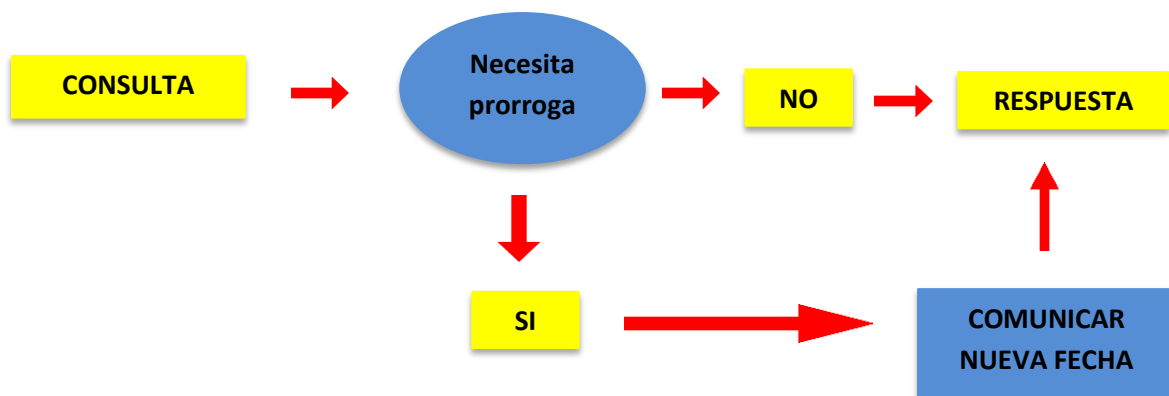 CONSULTA
Necesita
prorroga
NO
RESPUESTA
SI
COMUNICAR
NUEVA FECHA